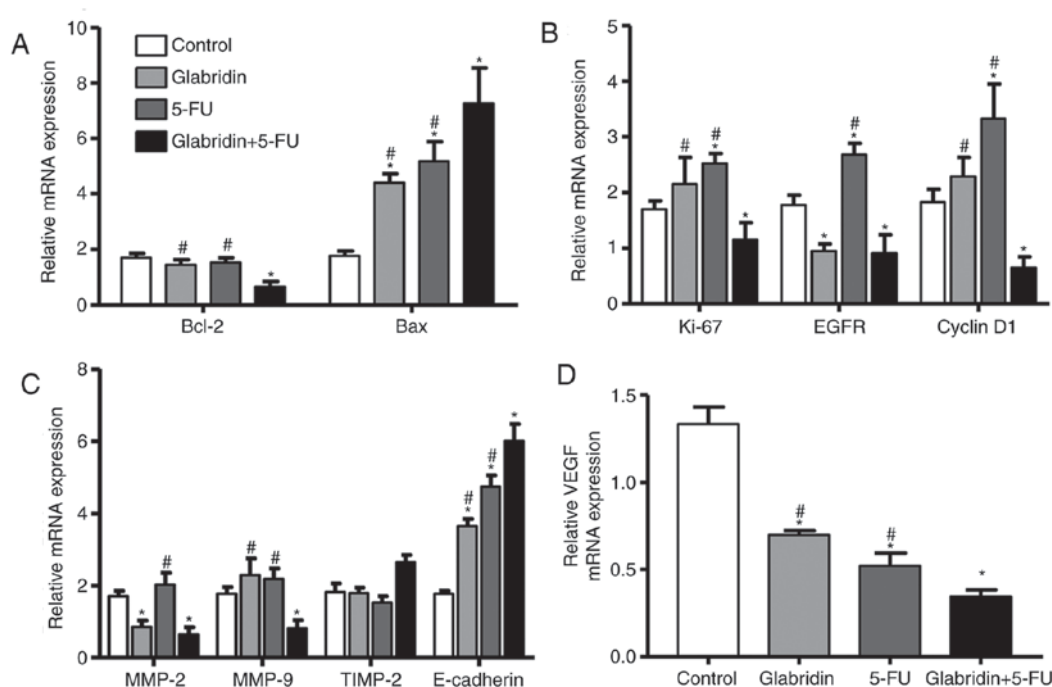 A
Relative mRNA expression
10
8
6
4
2
0
Control
Glabridin
5-FU
Glabridin+5-FU
# #
*
# * # * *
Bcl-2 Bax
B
Relative mRNA expression
5
4
3
2
1
0
# # * *
* # * *
# # * *
Ki-67 EGFR Cyclin D1
C
Relative mRNA expression
8
6
4
2
0
* # *
# # *
# * # * *
MMP-2 MMP-9 TIMP-2 E-cadherin
D
Relative VEGF
mRNA expression
1.5
1.0
0.5
0.0
# * # * *
Control Glabridin 5-FU Glabridin+5-FU